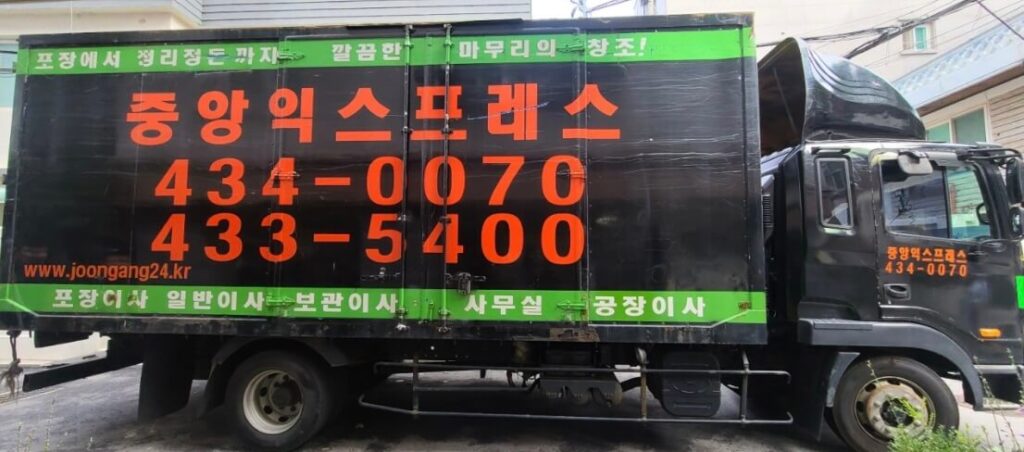 포장에서 정리정돈까지 깔끔한 마무리의 창조!
중앙익스프레스
434-0070
433-5400
www.joongang24.kr
포장이사 일반이사 보관이사 사무실 공장이사
중앙익스프레스
434-0070